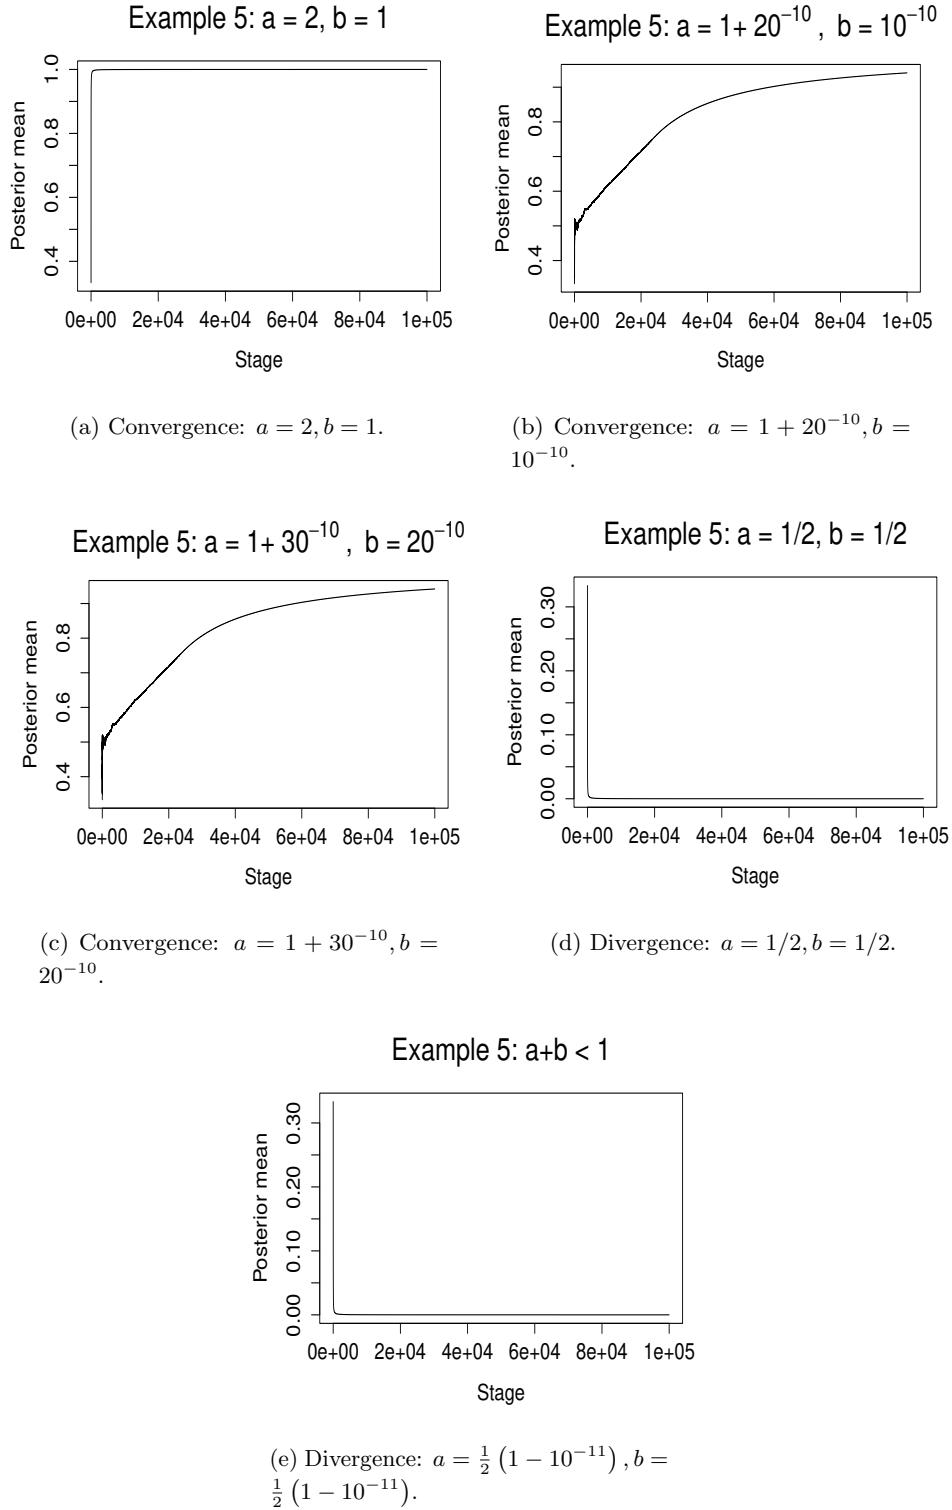 Example 5: a = 2, b = 1
Posterior mean
0.4 0.6 0.8 1.0
0e+00 2e+04 4e+04 6e+04 8e+04 1e+05
Stage
(a) Convergence: a = 2, b = 1.
Example 5: a = 1+ 20⁻¹⁰ , b = 10⁻¹⁰
Posterior mean
0.4 0.6 0.8
0e+00 2e+04 4e+04 6e+04 8e+04 1e+05
Stage
(b) Convergence: a = 1 + 20⁻¹⁰, b =
10⁻¹⁰.
Example 5: a = 1+ 30⁻¹⁰ , b = 20⁻¹⁰
Posterior mean
0.4 0.6 0.8
0e+00 2e+04 4e+04 6e+04 8e+04 1e+05
Stage
(c) Convergence: a = 1 + 30⁻¹⁰, b =
20⁻¹⁰.
Example 5: a = 1/2, b = 1/2
Posterior mean
0.00 0.10 0.20 0.30
0e+00 2e+04 4e+04 6e+04 8e+04 1e+05
Stage
(d) Divergence: a = 1/2, b = 1/2.
Example 5: a+b < 1
Posterior mean
0.00 0.10 0.20 0.30
0e+00 2e+04 4e+04 6e+04 8e+04 1e+05
Stage
(e) Divergence: a = ½ (1 − 10⁻¹¹) , b =
½ (1 − 10⁻¹¹).